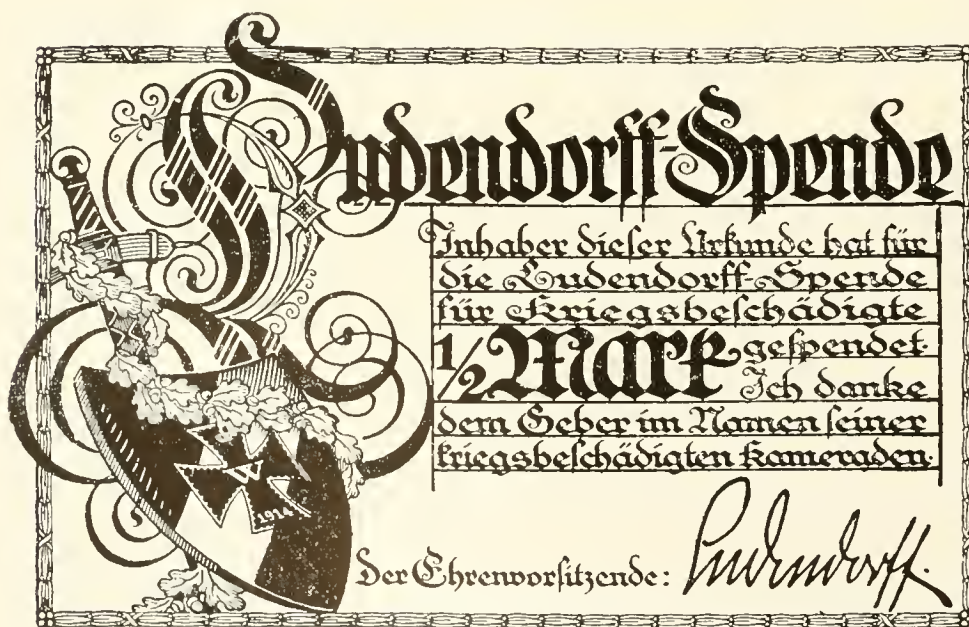 Ludendorff-Spende
Inhaber dieser Urkunde hat für
die Ludendorff-Spende
für Kriegsbeschädigte
1/2 Mark gespendet.
Ich danke
dem Geber im Namen seiner
kriegsbeschädigten Kameraden.
1914
Der Ehrenvorsitzende: Ludendorff.